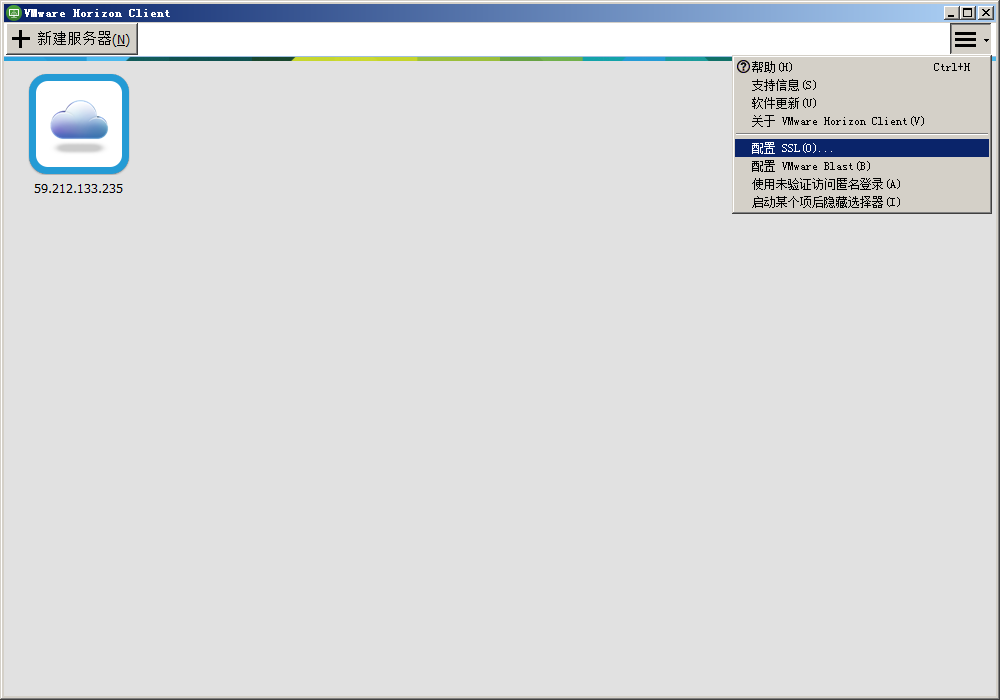 VMware Horizon Client
新建服务器(N)
帮助(H) Ctrl+H
支持信息(S)
软件更新(U)
关于 VMware Horizon Client(V)
配置 SSL(O)...
配置 VMware Blast(B)
使用未验证访问匿名登录(A)
启动某个项后隐藏选择器(I)
59.212.133.235